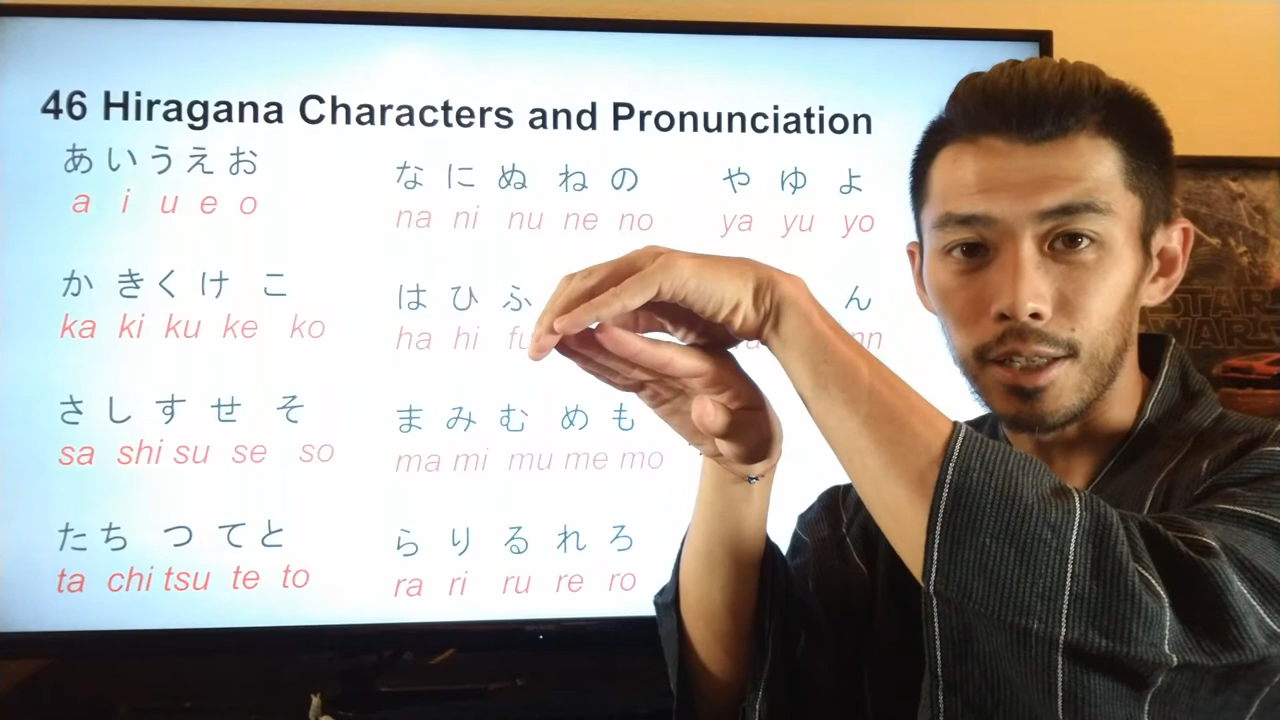 46 Hiragana Characters and Pronunciation
あ い う え お
a i u e o
か き く け こ
ka ki ku ke ko
さ し す せ そ
sa shi su se so
た ち つ て と
ta chi tsu te to
な に ぬ ね の
na ni nu ne no
は ひ ふ
ha hi fu
ま み む め も
ma mi mu me mo
ら り る れ ろ
ra ri ru re ro
や ゆ よ
ya yu yo
ん
nn
STAR
WARS